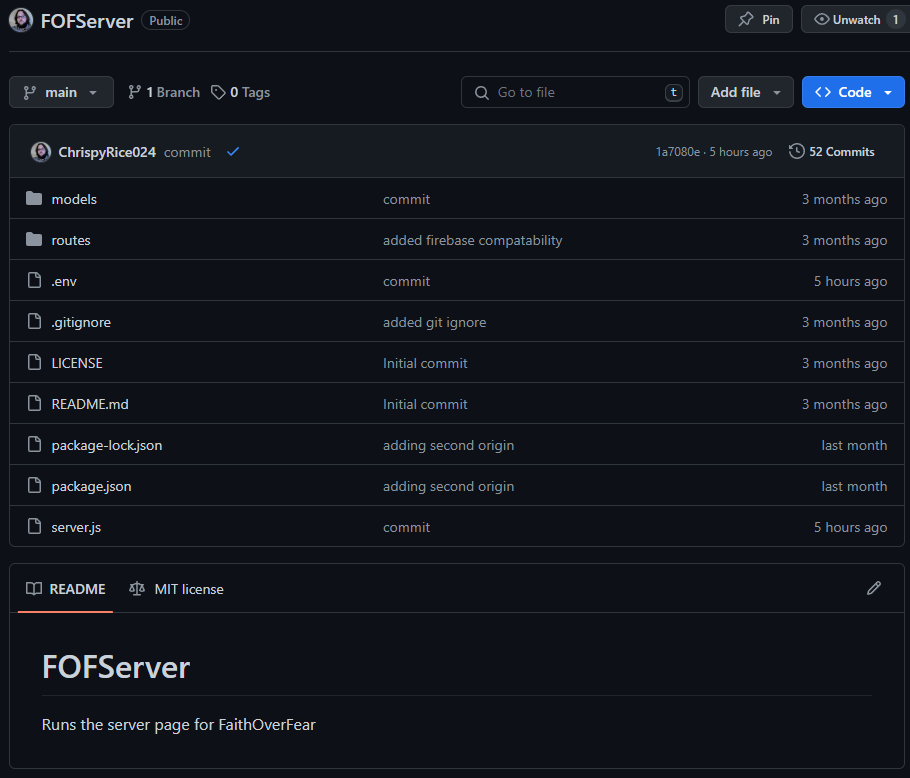 FOFServer Public Pin Unwatch 1
main 1 Branch 0 Tags Go to file t Add file Code
ChrispyRice024 commit 1a7080e · 5 hours ago 52 Commits
models commit 3 months ago
routes added firebase compatability 3 months ago
.env commit 5 hours ago
.gitignore added git ignore 3 months ago
LICENSE Initial commit 3 months ago
README.md Initial commit 3 months ago
package-lock.json adding second origin last month
package.json adding second origin last month
server.js commit 5 hours ago
README MIT license
FOFServer
Runs the server page for FaithOverFear